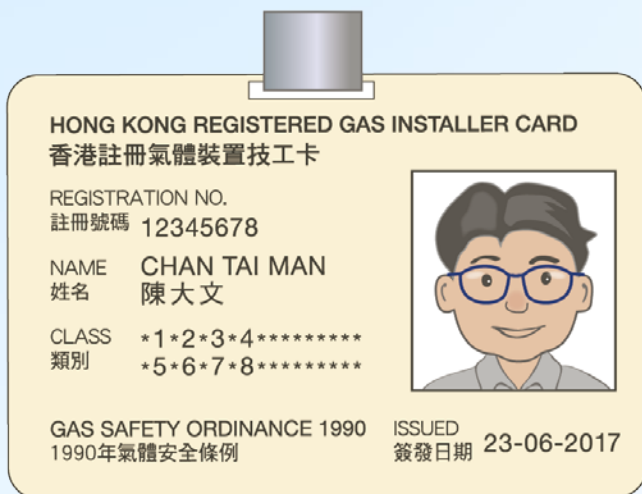 HONG KONG REGISTERED GAS INSTALLER CARD
香港註冊氣體裝置技工卡
REGISTRATION NO.
註冊號碼 12345678
NAME CHAN TAI MAN
姓名 陳大文
CLASS *1*2*3*4*********
類別 *5*6*7*8*********
GAS SAFETY ORDINANCE 1990
1990年氣體安全條例
ISSUED
簽發日期 23-06-2017